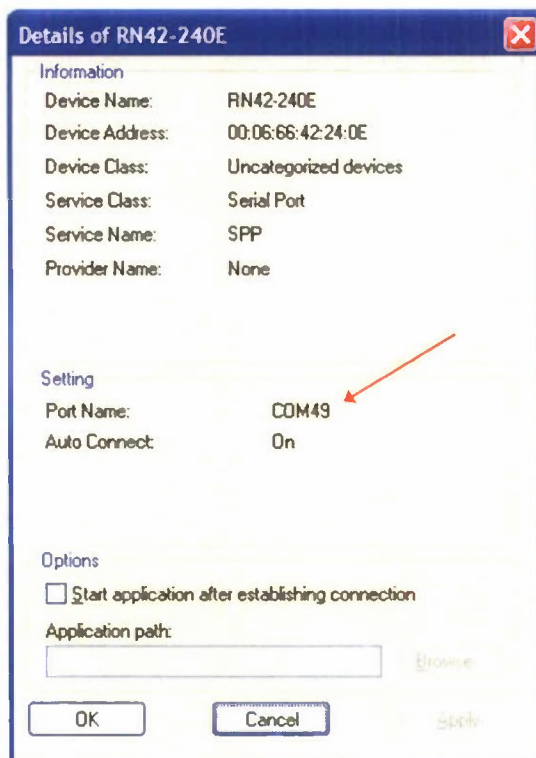 Details of RN42-240E
Information
Device Name: RN42-240E
Device Address: 00:06:66:42:24:0E
Device Class: Uncategorized devices
Service Class: Serial Port
Service Name: SPP
Provider Name: None
Setting
Port Name: COM49
Auto Connect: On
Options
Start application after establishing connection
Application path:
Browse
OK Cancel Apply